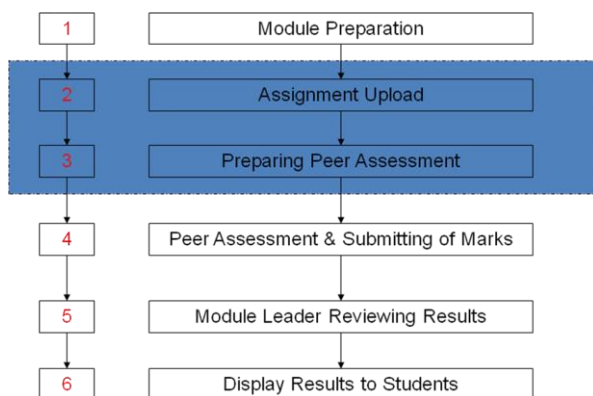 1 Module Preparation
2 Assignment Upload
3 Preparing Peer Assessment
4 Peer Assessment & Submitting of Marks
5 Module Leader Reviewing Results
6 Display Results to Students